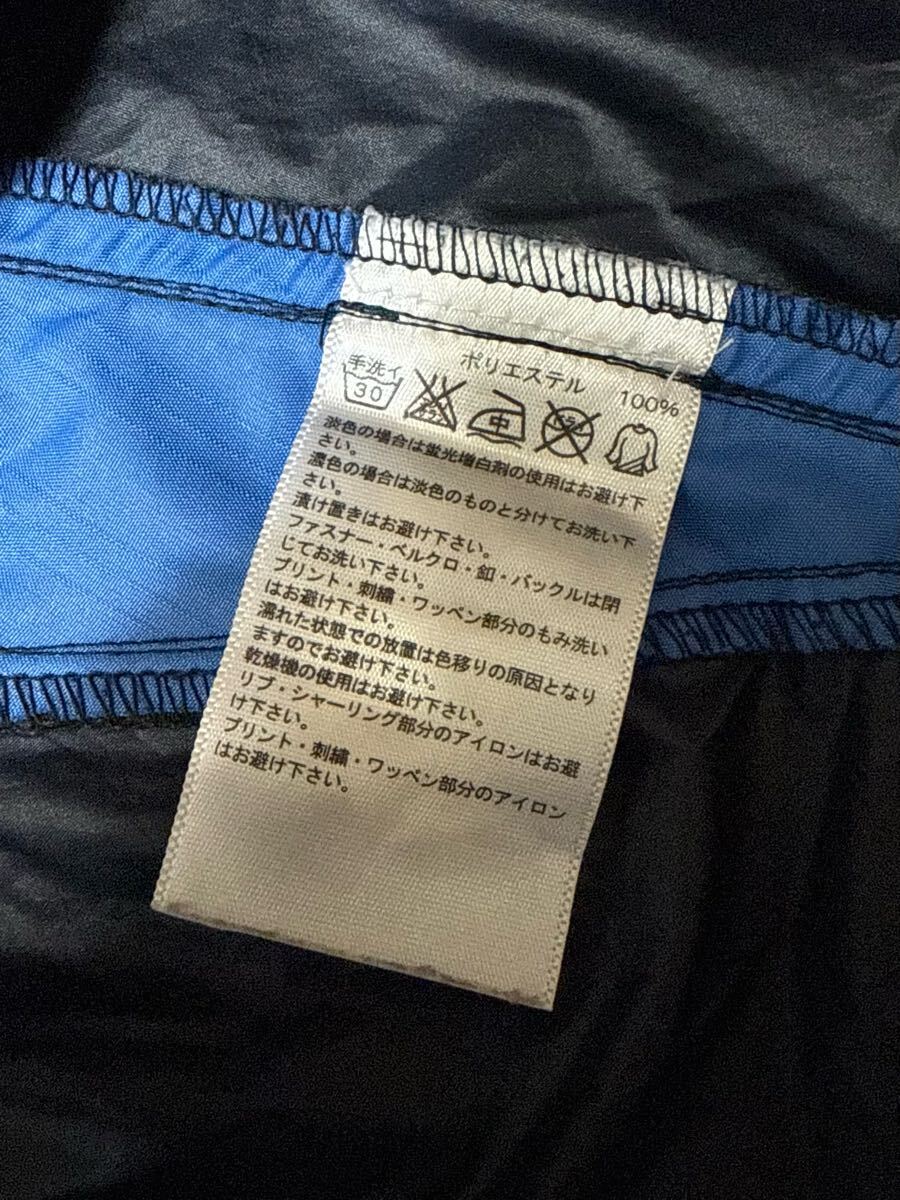 ポリエステル 100%
手洗イ
30
エンソ サラシ
中
ドライ
淡色の場合は蛍光増白剤の使用はお避け下
さい。
濃色の場合は淡色のものと分けてお洗い下
さい。
漬け置きはお避け下さい。
ファスナー・ベルクロ・釦・バックルは閉
じてお洗い下さい。
プリント・刺繍・ワッペン部分のもみ洗い
はお避け下さい。
濡れた状態での放置は色移りの原因となり
ますのでお避け下さい。
乾燥機の使用はお避け下さい。
リブ・シャーリング部分のアイロンはお避
け下さい。
プリント・刺繍・ワッペン部分のアイロン
はお避け下さい。